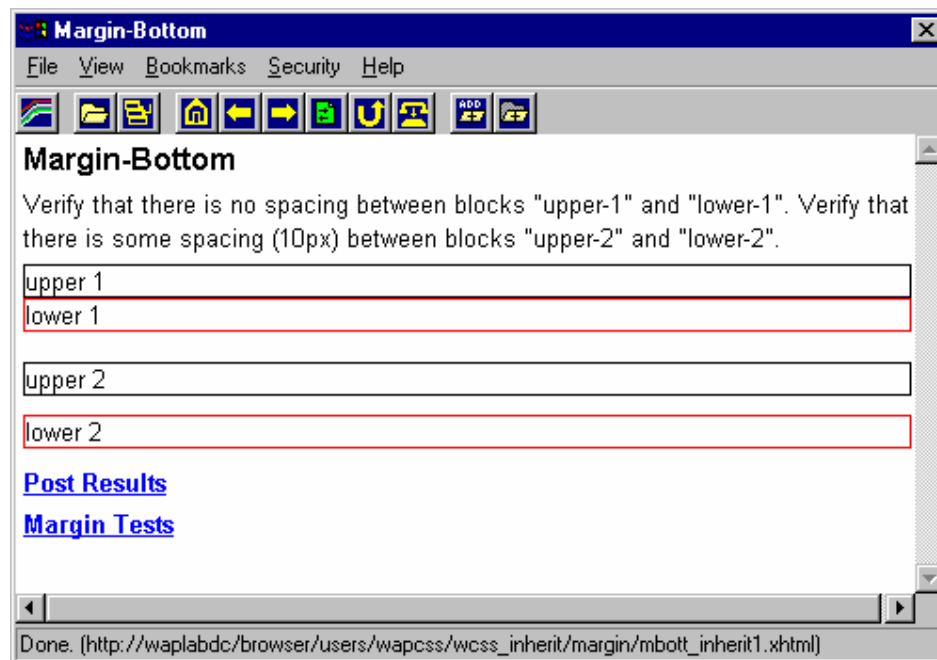 Margin-Bottom
File View Bookmarks Security Help
ADD
Margin-Bottom
Verify that there is no spacing between blocks "upper-1" and "lower-1". Verify that
there is some spacing (10px) between blocks "upper-2" and "lower-2".
upper 1
lower 1
upper 2
lower 2
Post Results
Margin Tests
Done. (http://waplabdc/browser/users/wapcss/wcss_inherit/margin/mbott_inherit1.xhtml)